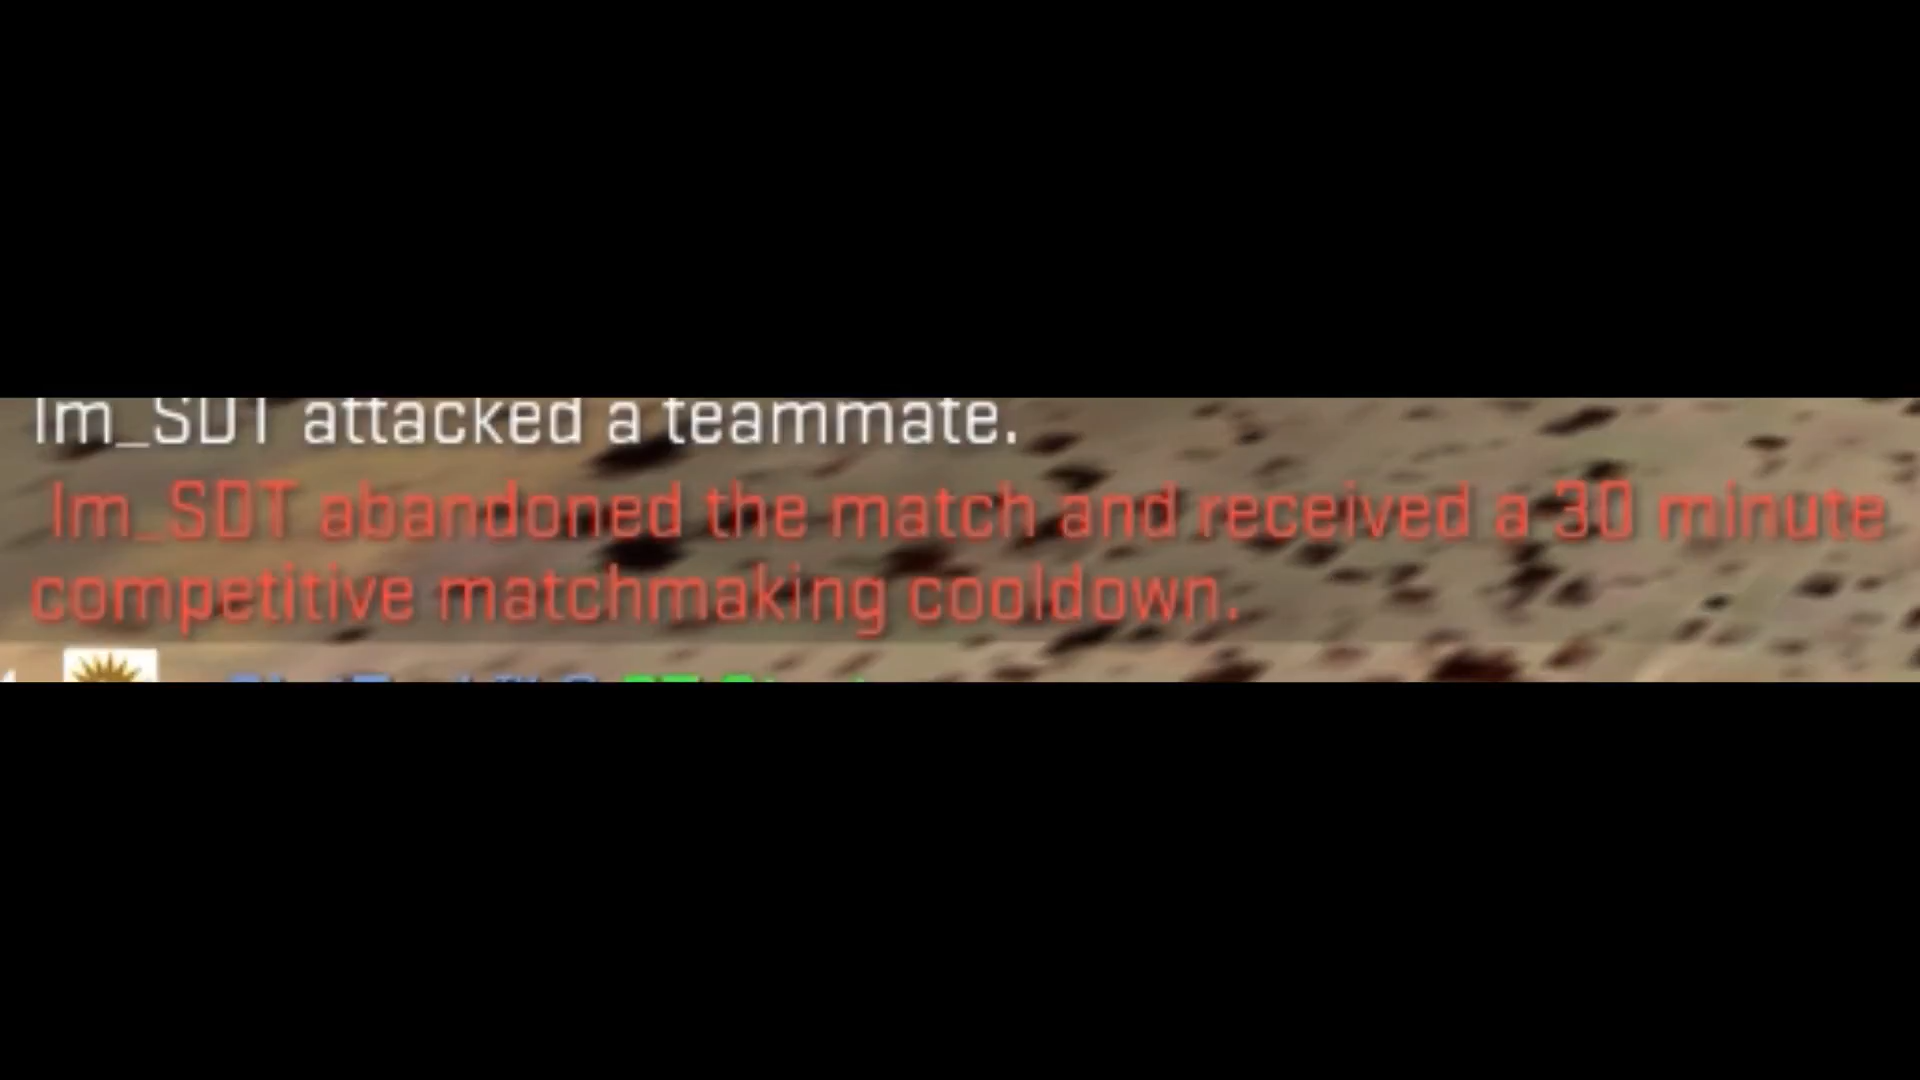 Im_SDT attacked a teammate.
Im_SDT abandoned the match and received a 30 minute
competitive matchmaking cooldown.